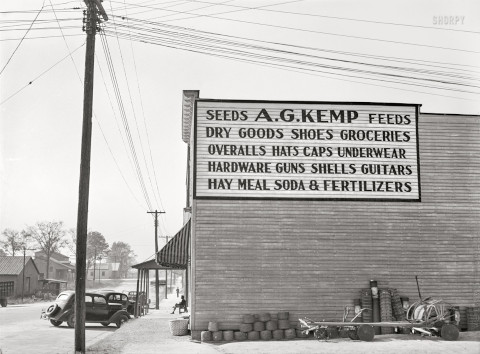 SHORPY
SEEDS A.G.KEMP FEEDS
DRY GOODS SHOES GROCERIES
OVERALLS HATS CAPS UNDERWEAR
HARDWARE GUNS SHELLS GUITARS
HAY MEAL SODA & FERTILIZERS